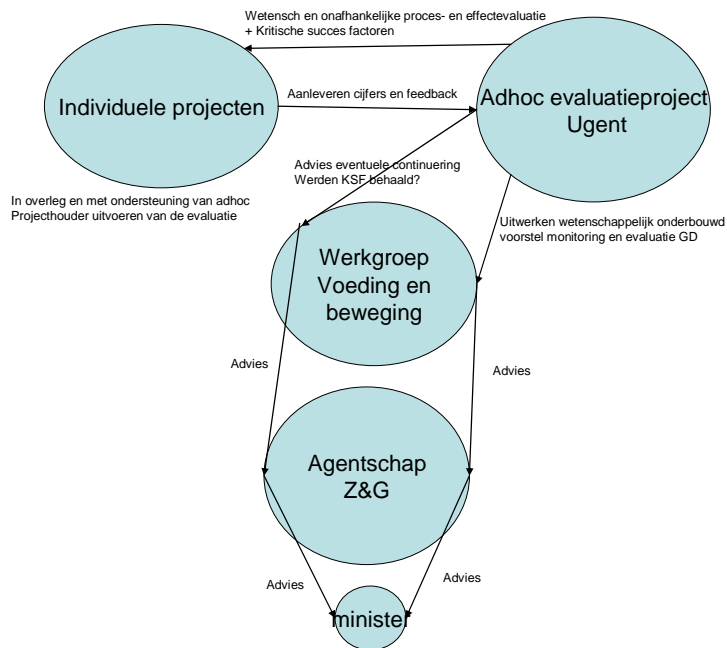 Wetensch en onafhankelijke proces- en effectevaluatie
+ Kritische succes factoren
Individuele projecten
Aanleveren cijfers en feedback
Adhoc evaluatieproject
Ugent
Advies eventuele continuering
Werden KSF behaald?
In overleg en met ondersteuning van adhoc
Projecthouder uitvoeren van de evaluatie
Uitwerken wetenschappelijk onderbouwd
voorstel monitoring en evaluatie GD
Werkgroep
Voeding en
beweging
Advies
Advies
Agentschap
Z&G
Advies
Advies
minister